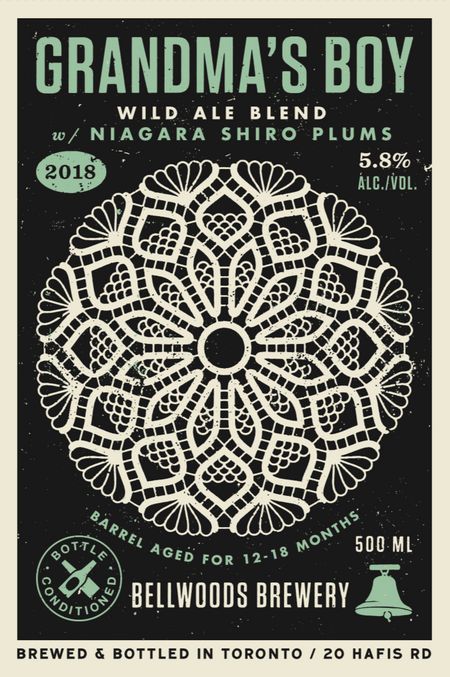 GRANDMA'S BOY
WILD ALE BLEND
w/ NIAGARA SHIRO PLUMS
2018
5.8%
ALC./VOL.
BARREL AGED FOR 12-18 MONTHS
BOTTLE CONDITIONED
500 ML
BELLWOODS BREWERY
BREWED & BOTTLED IN TORONTO / 20 HAFIS RD